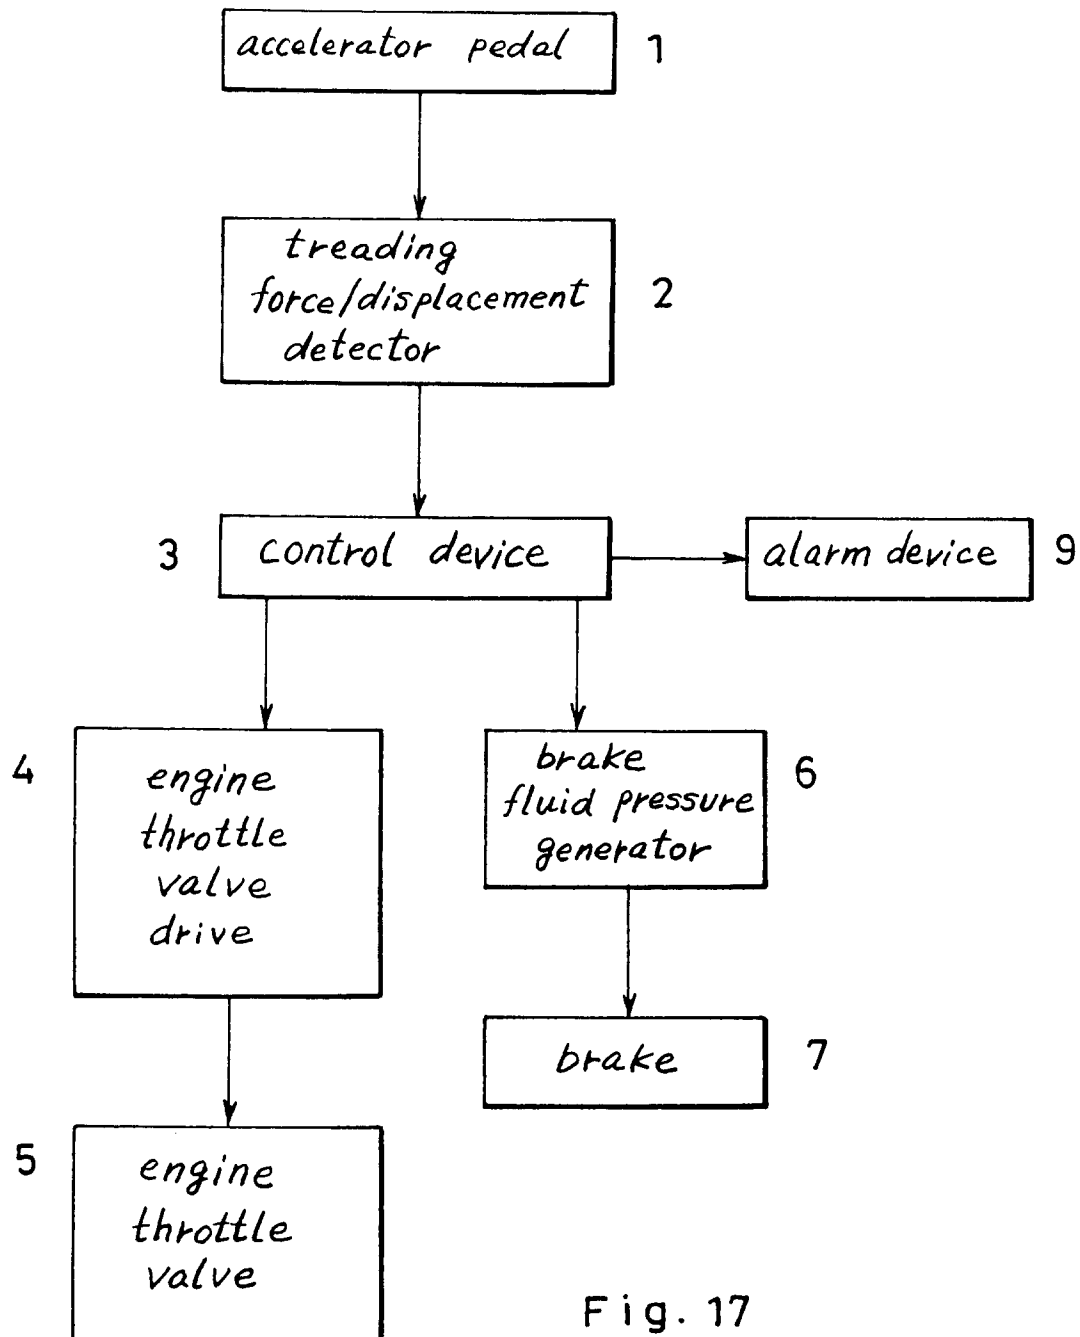 accelerator pedal 1
treading
force/displacement 2
detector
3 control device alarm device 9
4 engine
throttle
valve
drive
brake 6
fluid pressure
generator
brake 7
5 engine
throttle
valve
Fig. 17